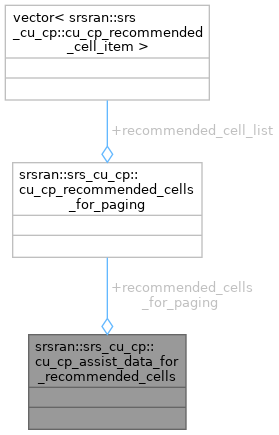 vector< srsran::srs
_cu_cp::cu_cp_recommended
_cell_item >
+recommended_cell_list
srsran::srs_cu_cp::
cu_cp_recommended_cells
_for_paging
+recommended_cells
_for_paging
srsran::srs_cu_cp::
cu_cp_assist_data_for
_recommended_cells